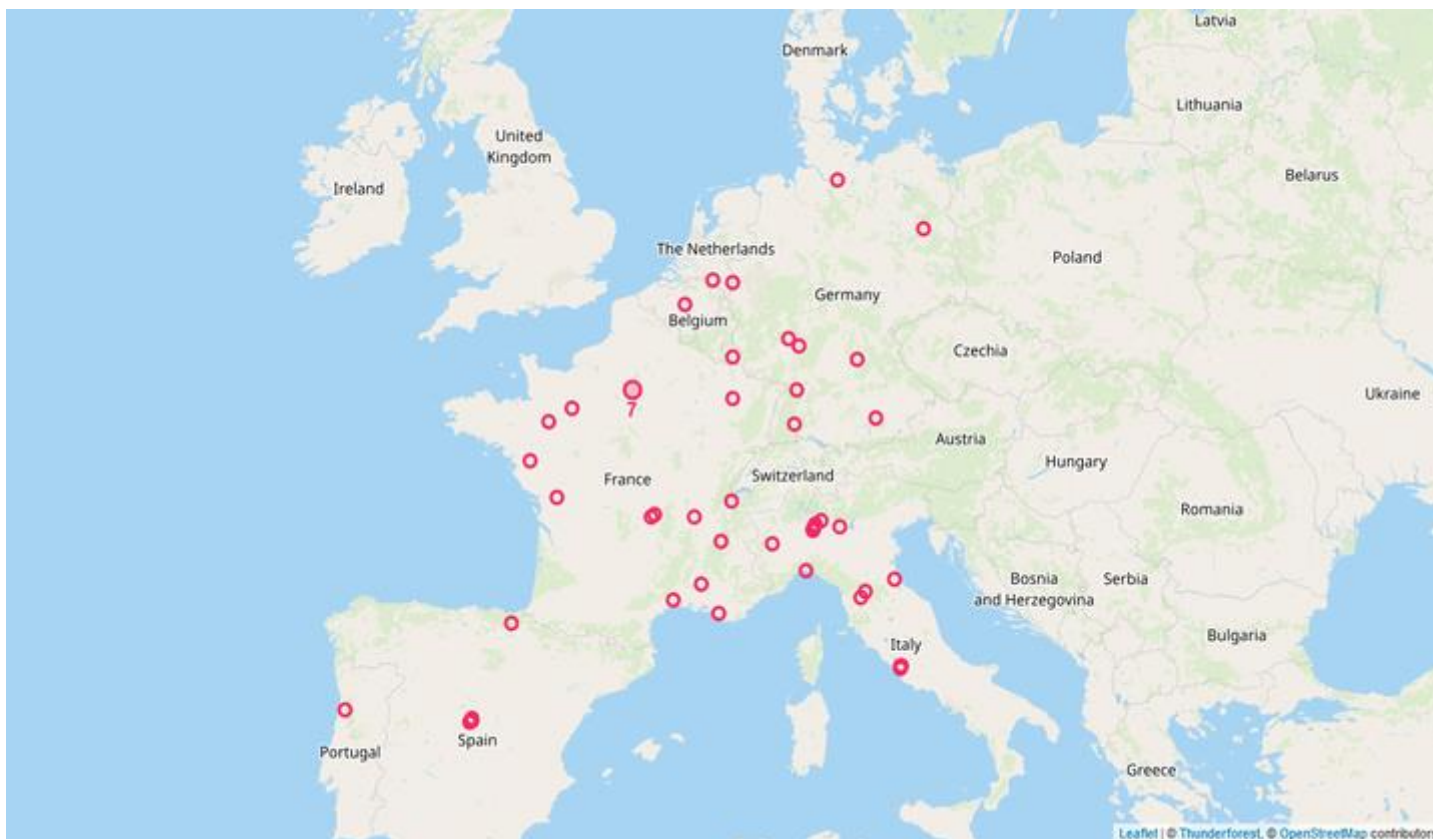 Latvia
Denmark
Lithuania
United
Kingdom
Belarus
Ireland
The Netherlands
Poland
Germany
Belgium
Czechia
Ukraine
Austria
7
Hungary
Switzerland
France
Romania
Bosnia
and Herzegovina
Serbia
Bulgaria
Italy
Spain
Portugal
Greece
Leaflet | © Thunderforest, © OpenStreetMap contributors